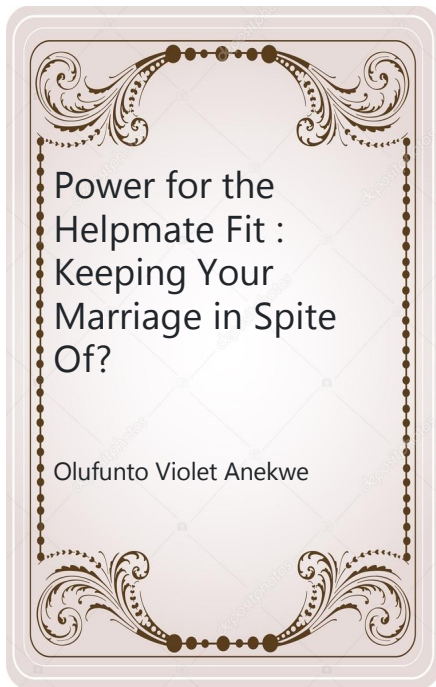 Power for the
Helpmate Fit :
Keeping Your
Marriage in Spite
Of?
Olufunto Violet Anekwe